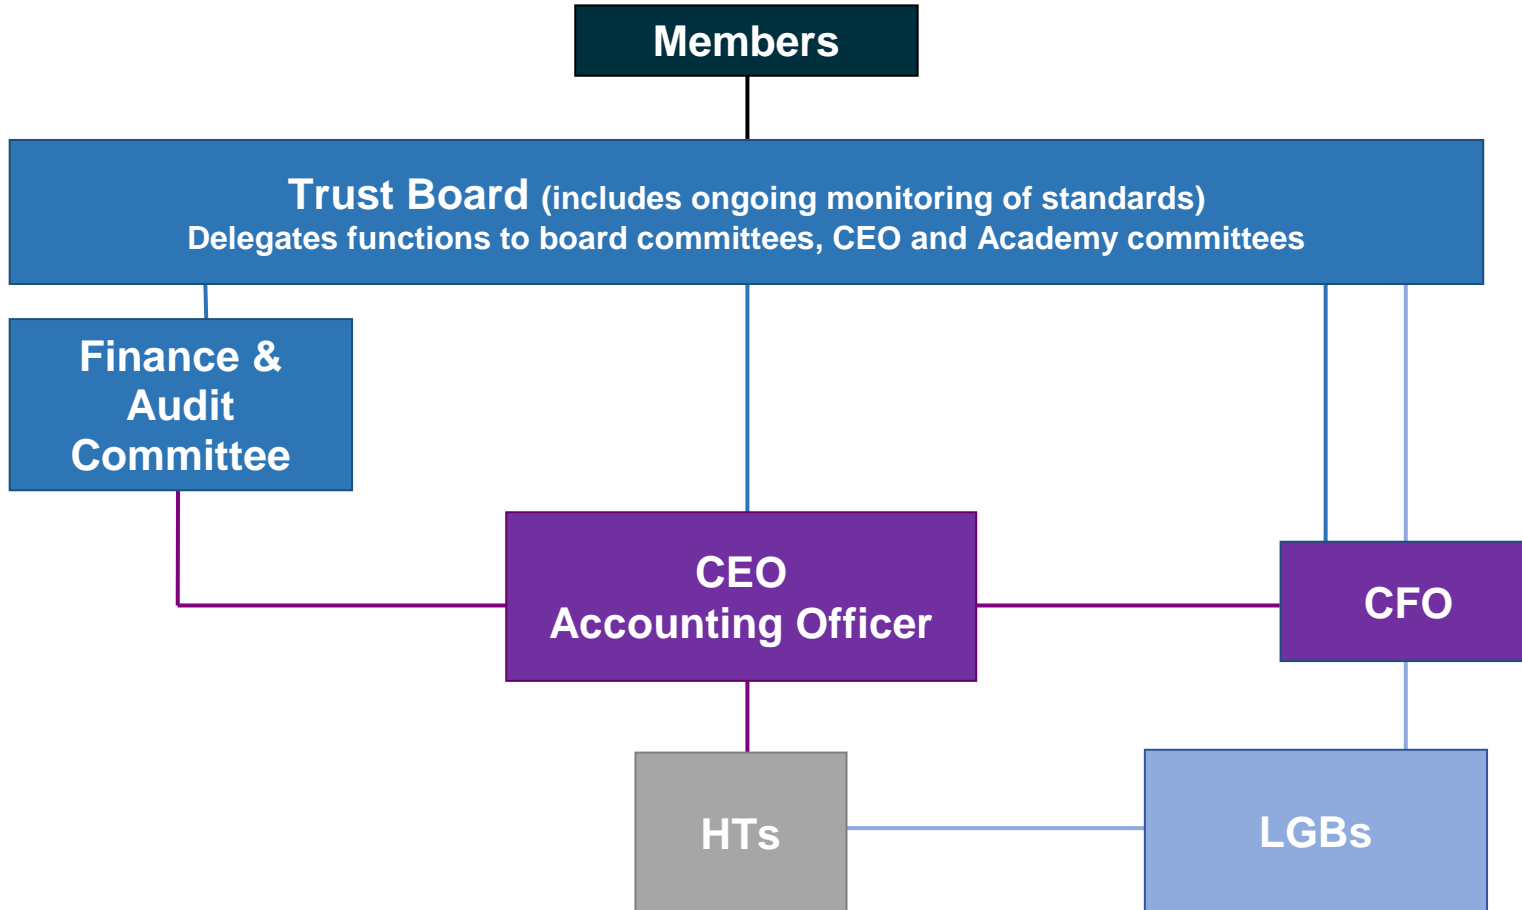 Members
Trust Board (includes ongoing monitoring of standards)
Delegates functions to board committees, CEO and Academy committees
Finance &
Audit
Committee
CEO
Accounting Officer
CFO
HTs
LGBs